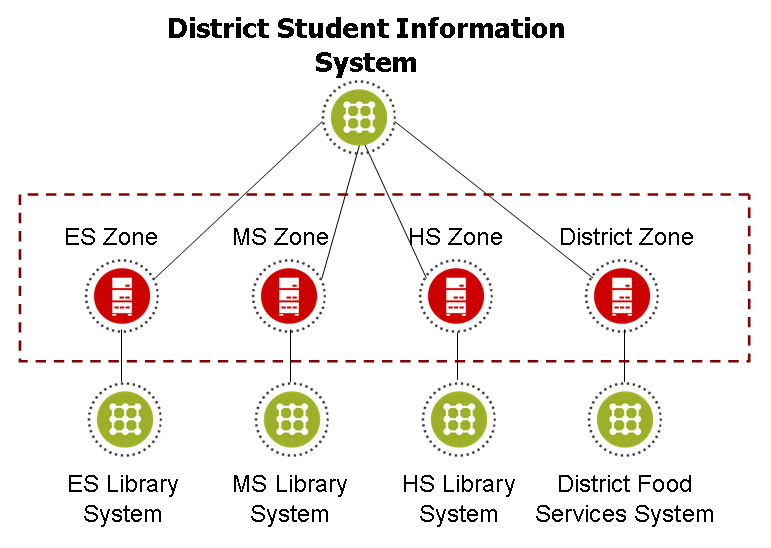 District Student Information
System
ES Zone
MS Zone
HS Zone
District Zone
ES Library
System
MS Library
System
HS Library
System
District Food
Services System